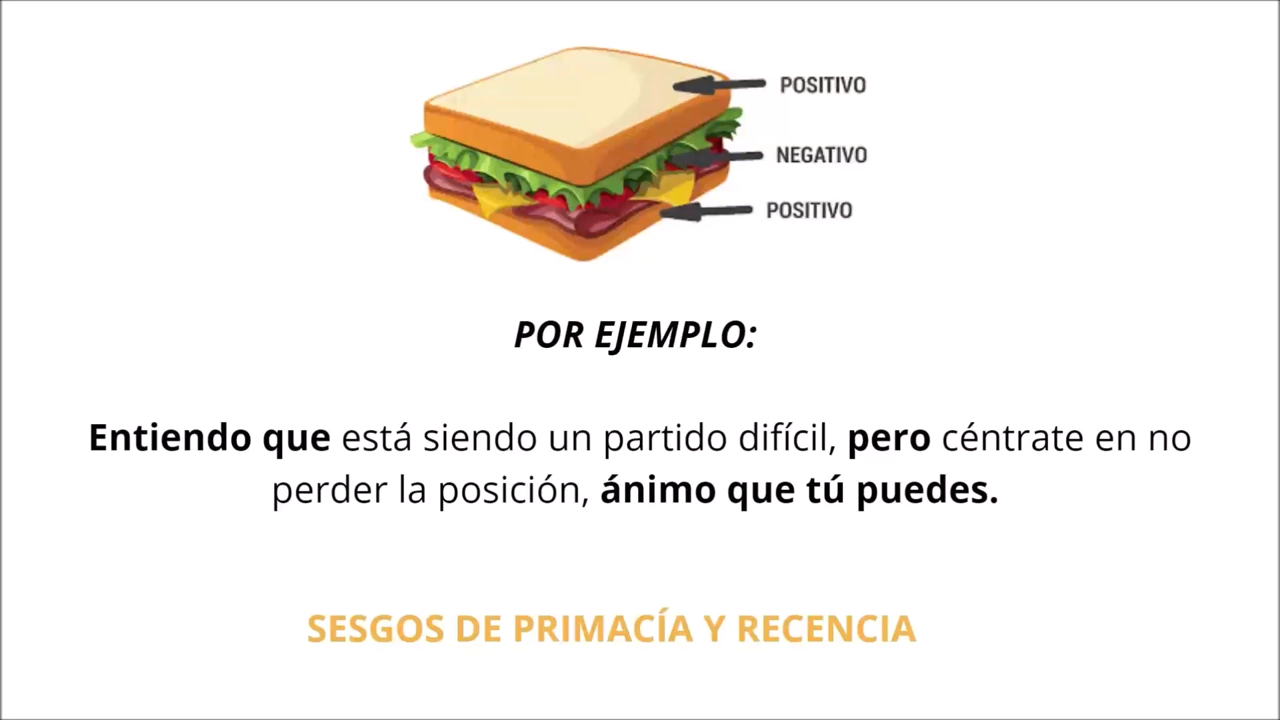 POSITIVO
NEGATIVO
POSITIVO
POR EJEMPLO:
Entiendo que está siendo un partido difícil, pero céntrate en no
perder la posición, ánimo que tú puedes.
SESGOS DE PRIMACÍA Y RECENCIA